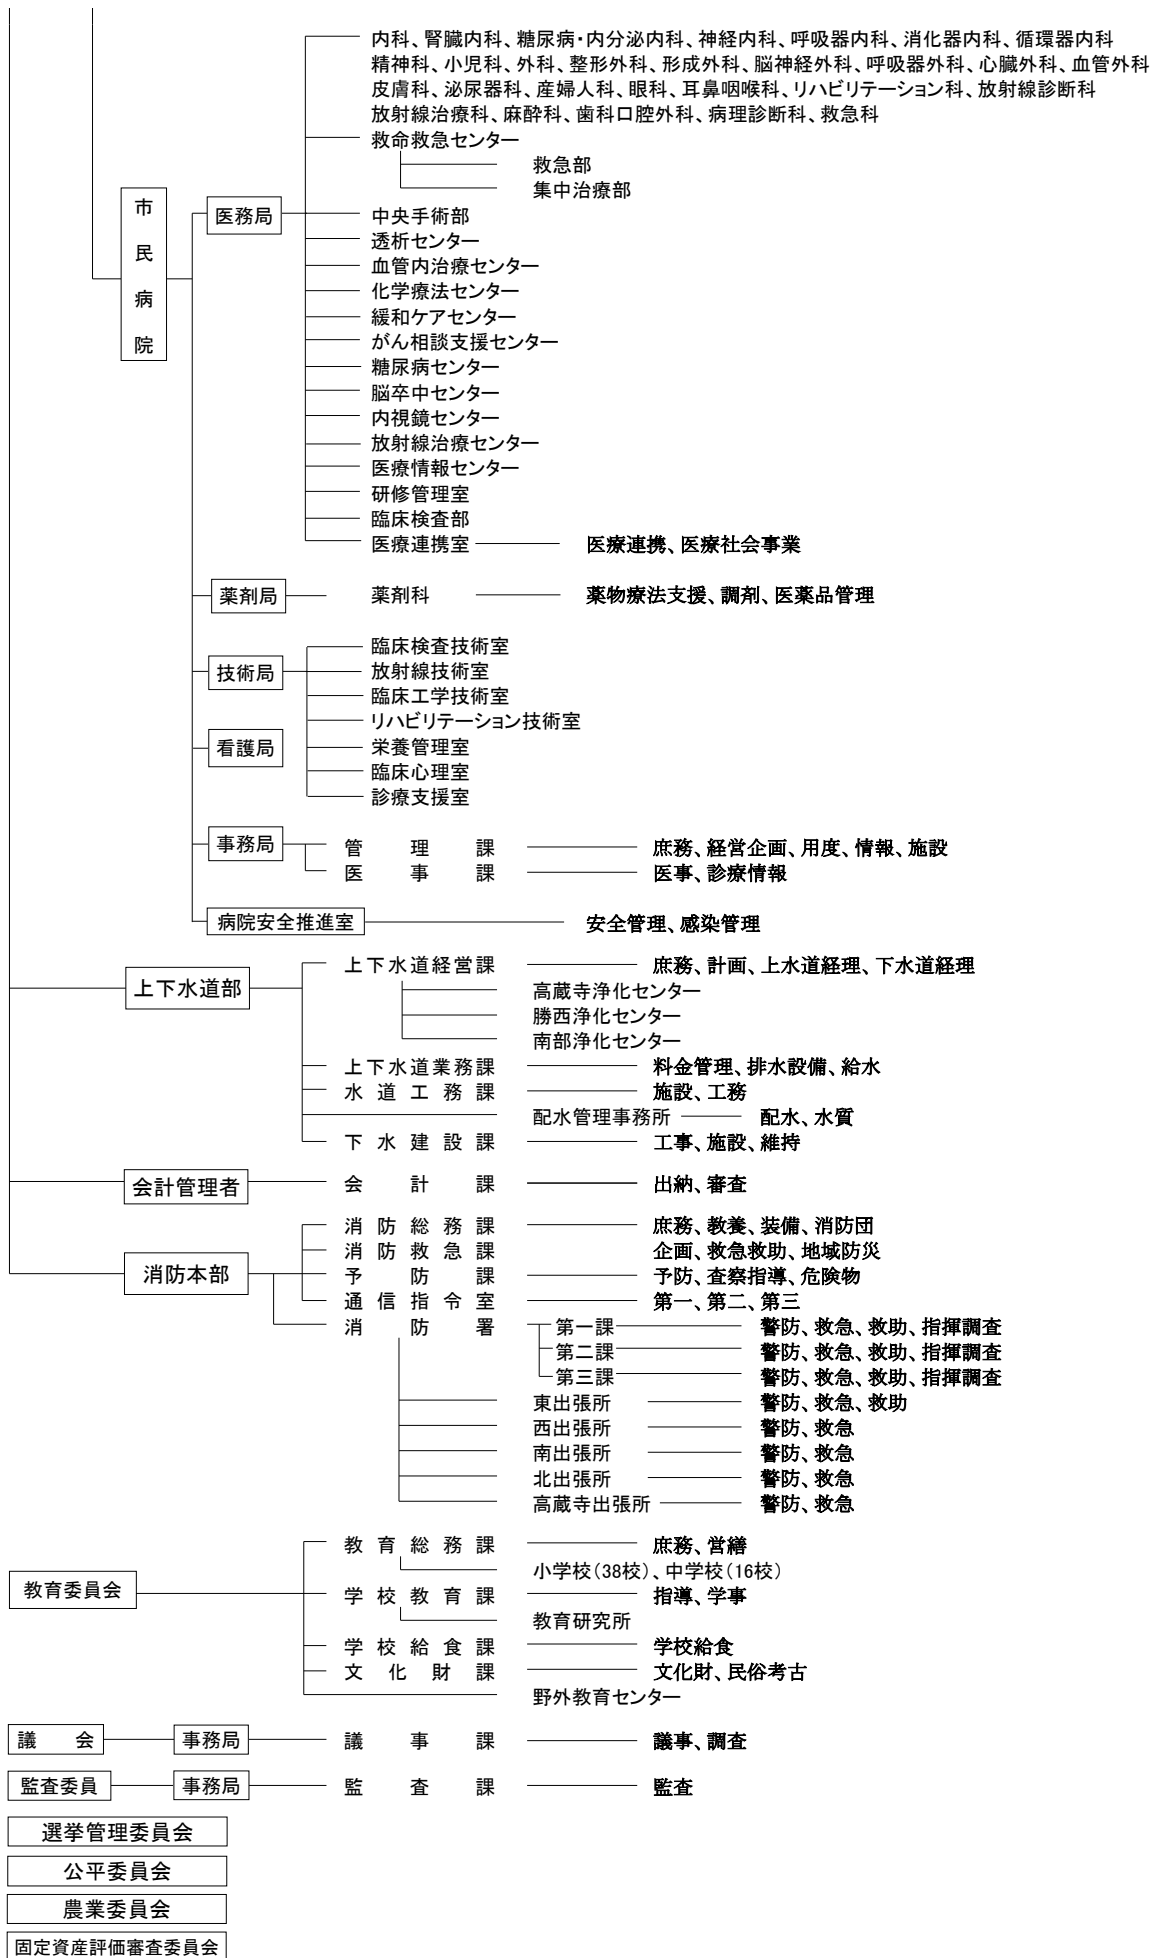 内科、腎臓内科、糖尿病・内分泌内科、神経内科、呼吸器内科、消化器内科、循環器内科
精神科、小児科、外科、整形外科、形成外科、脳神経外科、呼吸器外科、心臓外科、血管外科
皮膚科、泌尿器科、産婦人科、眼科、耳鼻咽喉科、リハビリテーション科、放射線診断科
放射線治療科、麻酔科、歯科口腔外科、病理診断科、救急科
救命救急センター
救急部
集中治療部
市民病院
医務局
中央手術部
透析センター
血管内治療センター
化学療法センター
緩和ケアセンター
がん相談支援センター
糖尿病センター
脳卒中センター
内視鏡センター
放射線治療センター
医療情報センター
研修管理室
臨床検査部
医療連携室 医療連携、医療社会事業
薬剤局 薬剤科 薬物療法支援、調剤、医薬品管理
臨床検査技術室
技術局 放射線技術室
臨床工学技術室
リハビリテーション技術室
看護局 栄養管理室
臨床心理室
診療支援室
事務局 管理課 庶務、経営企画、用度、情報、施設
医事課 医事、診療情報
病院安全推進室 安全管理、感染管理
上下水道経営課 庶務、計画、上水道経理、下水道経理
上下水道部 高蔵寺浄化センター
勝西浄化センター
南部浄化センター
上下水道業務課 料金管理、排水設備、給水
水道工務課 施設、工務
配水管理事務所 配水、水質
下水建設課 工事、施設、維持
会計管理者 会計課 出納、審査
消防総務課 庶務、教養、装備、消防団
消防救急課 企画、救急救助、地域防災
消防本部 予防課 予防、査察指導、危険物
通信指令室 第一、第二、第三
消防署 第一課 警防、救急、救助、指揮調査
第二課 警防、救急、救助、指揮調査
第三課 警防、救急、救助、指揮調査
東出張所 警防、救急、救助
西出張所 警防、救急
南出張所 警防、救急
北出張所 警防、救急
高蔵寺出張所 警防、救急
教育総務課 庶務、営繕
小学校(38校)、中学校(16校)
教育委員会 学校教育課 指導、学事
教育研究所
学校給食課 学校給食
文化財課 文化財、民俗考古
野外教育センター
議会 事務局 議事課 議事、調査
監査委員 事務局 監査課 監査
選挙管理委員会
公平委員会
農業委員会
固定資産評価審査委員会